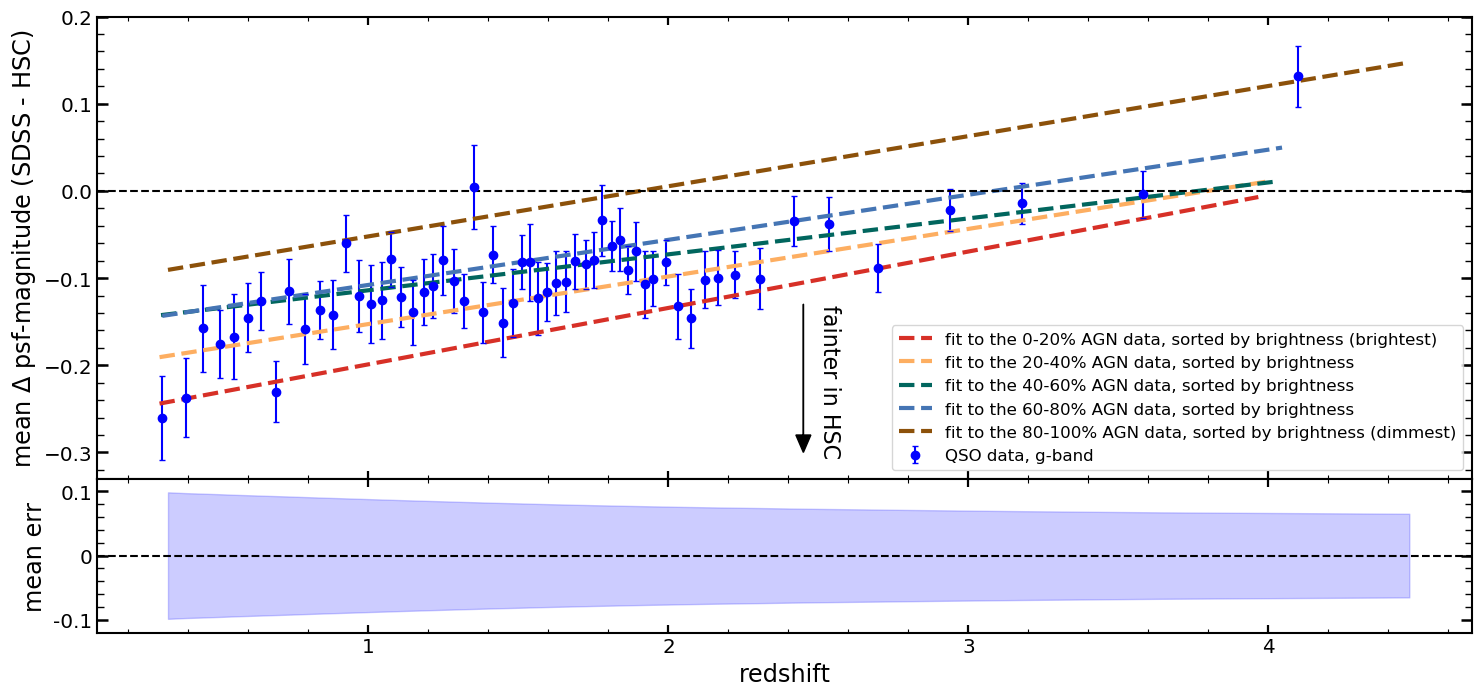 mean Δ psf-magnitude (SDSS - HSC)
0.2
0.1
0.0
−0.1
−0.2
−0.3
fainter in HSC
fit to the 0-20% AGN data, sorted by brightness (brightest)
fit to the 20-40% AGN data, sorted by brightness
fit to the 40-60% AGN data, sorted by brightness
fit to the 60-80% AGN data, sorted by brightness
fit to the 80-100% AGN data, sorted by brightness (dimmest)
QSO data, g-band
mean err
0.1
0
-0.1
1 2 3 4
redshift